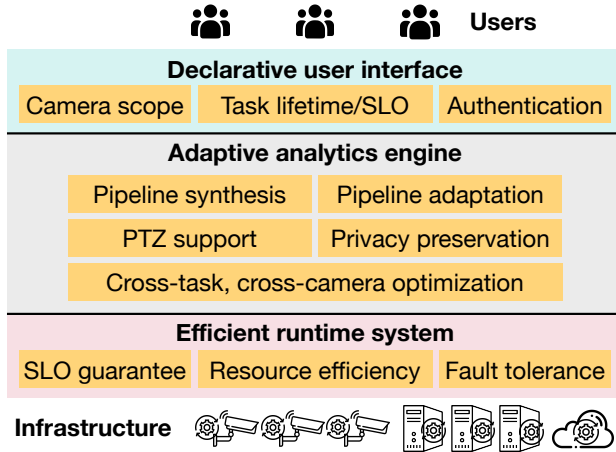 Users
Declarative user interface
Camera scope Task lifetime/SLO Authentication
Adaptive analytics engine
Pipeline synthesis Pipeline adaptation
PTZ support Privacy preservation
Cross-task, cross-camera optimization
Efficient runtime system
SLO guarantee Resource efficiency Fault tolerance
Infrastructure